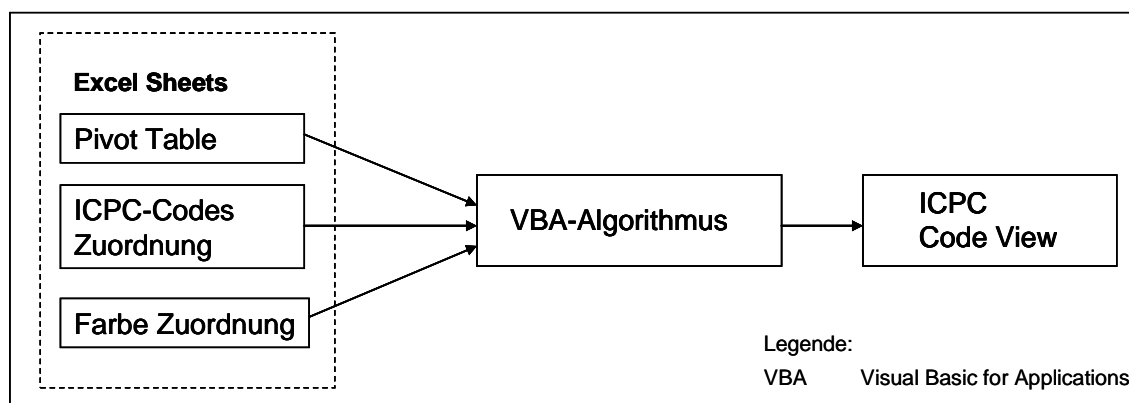 Excel Sheets
Pivot Table
ICPC-Codes
Zuordnung
Farbe Zuordnung
VBA-Algorithmus
ICPC
Code View
Legende:
VBA Visual Basic for Applications